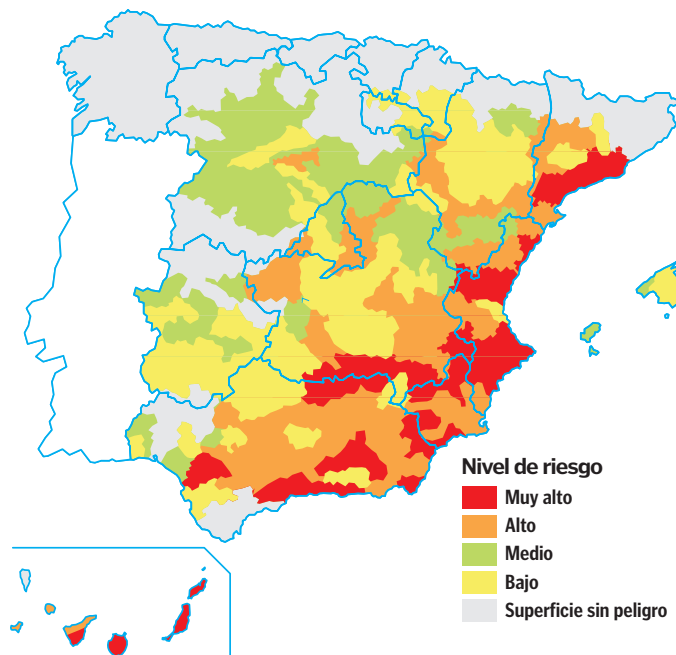 Nivel de riesgo
Muy alto
Alto
Medio
Bajo
Superficie sin peligro